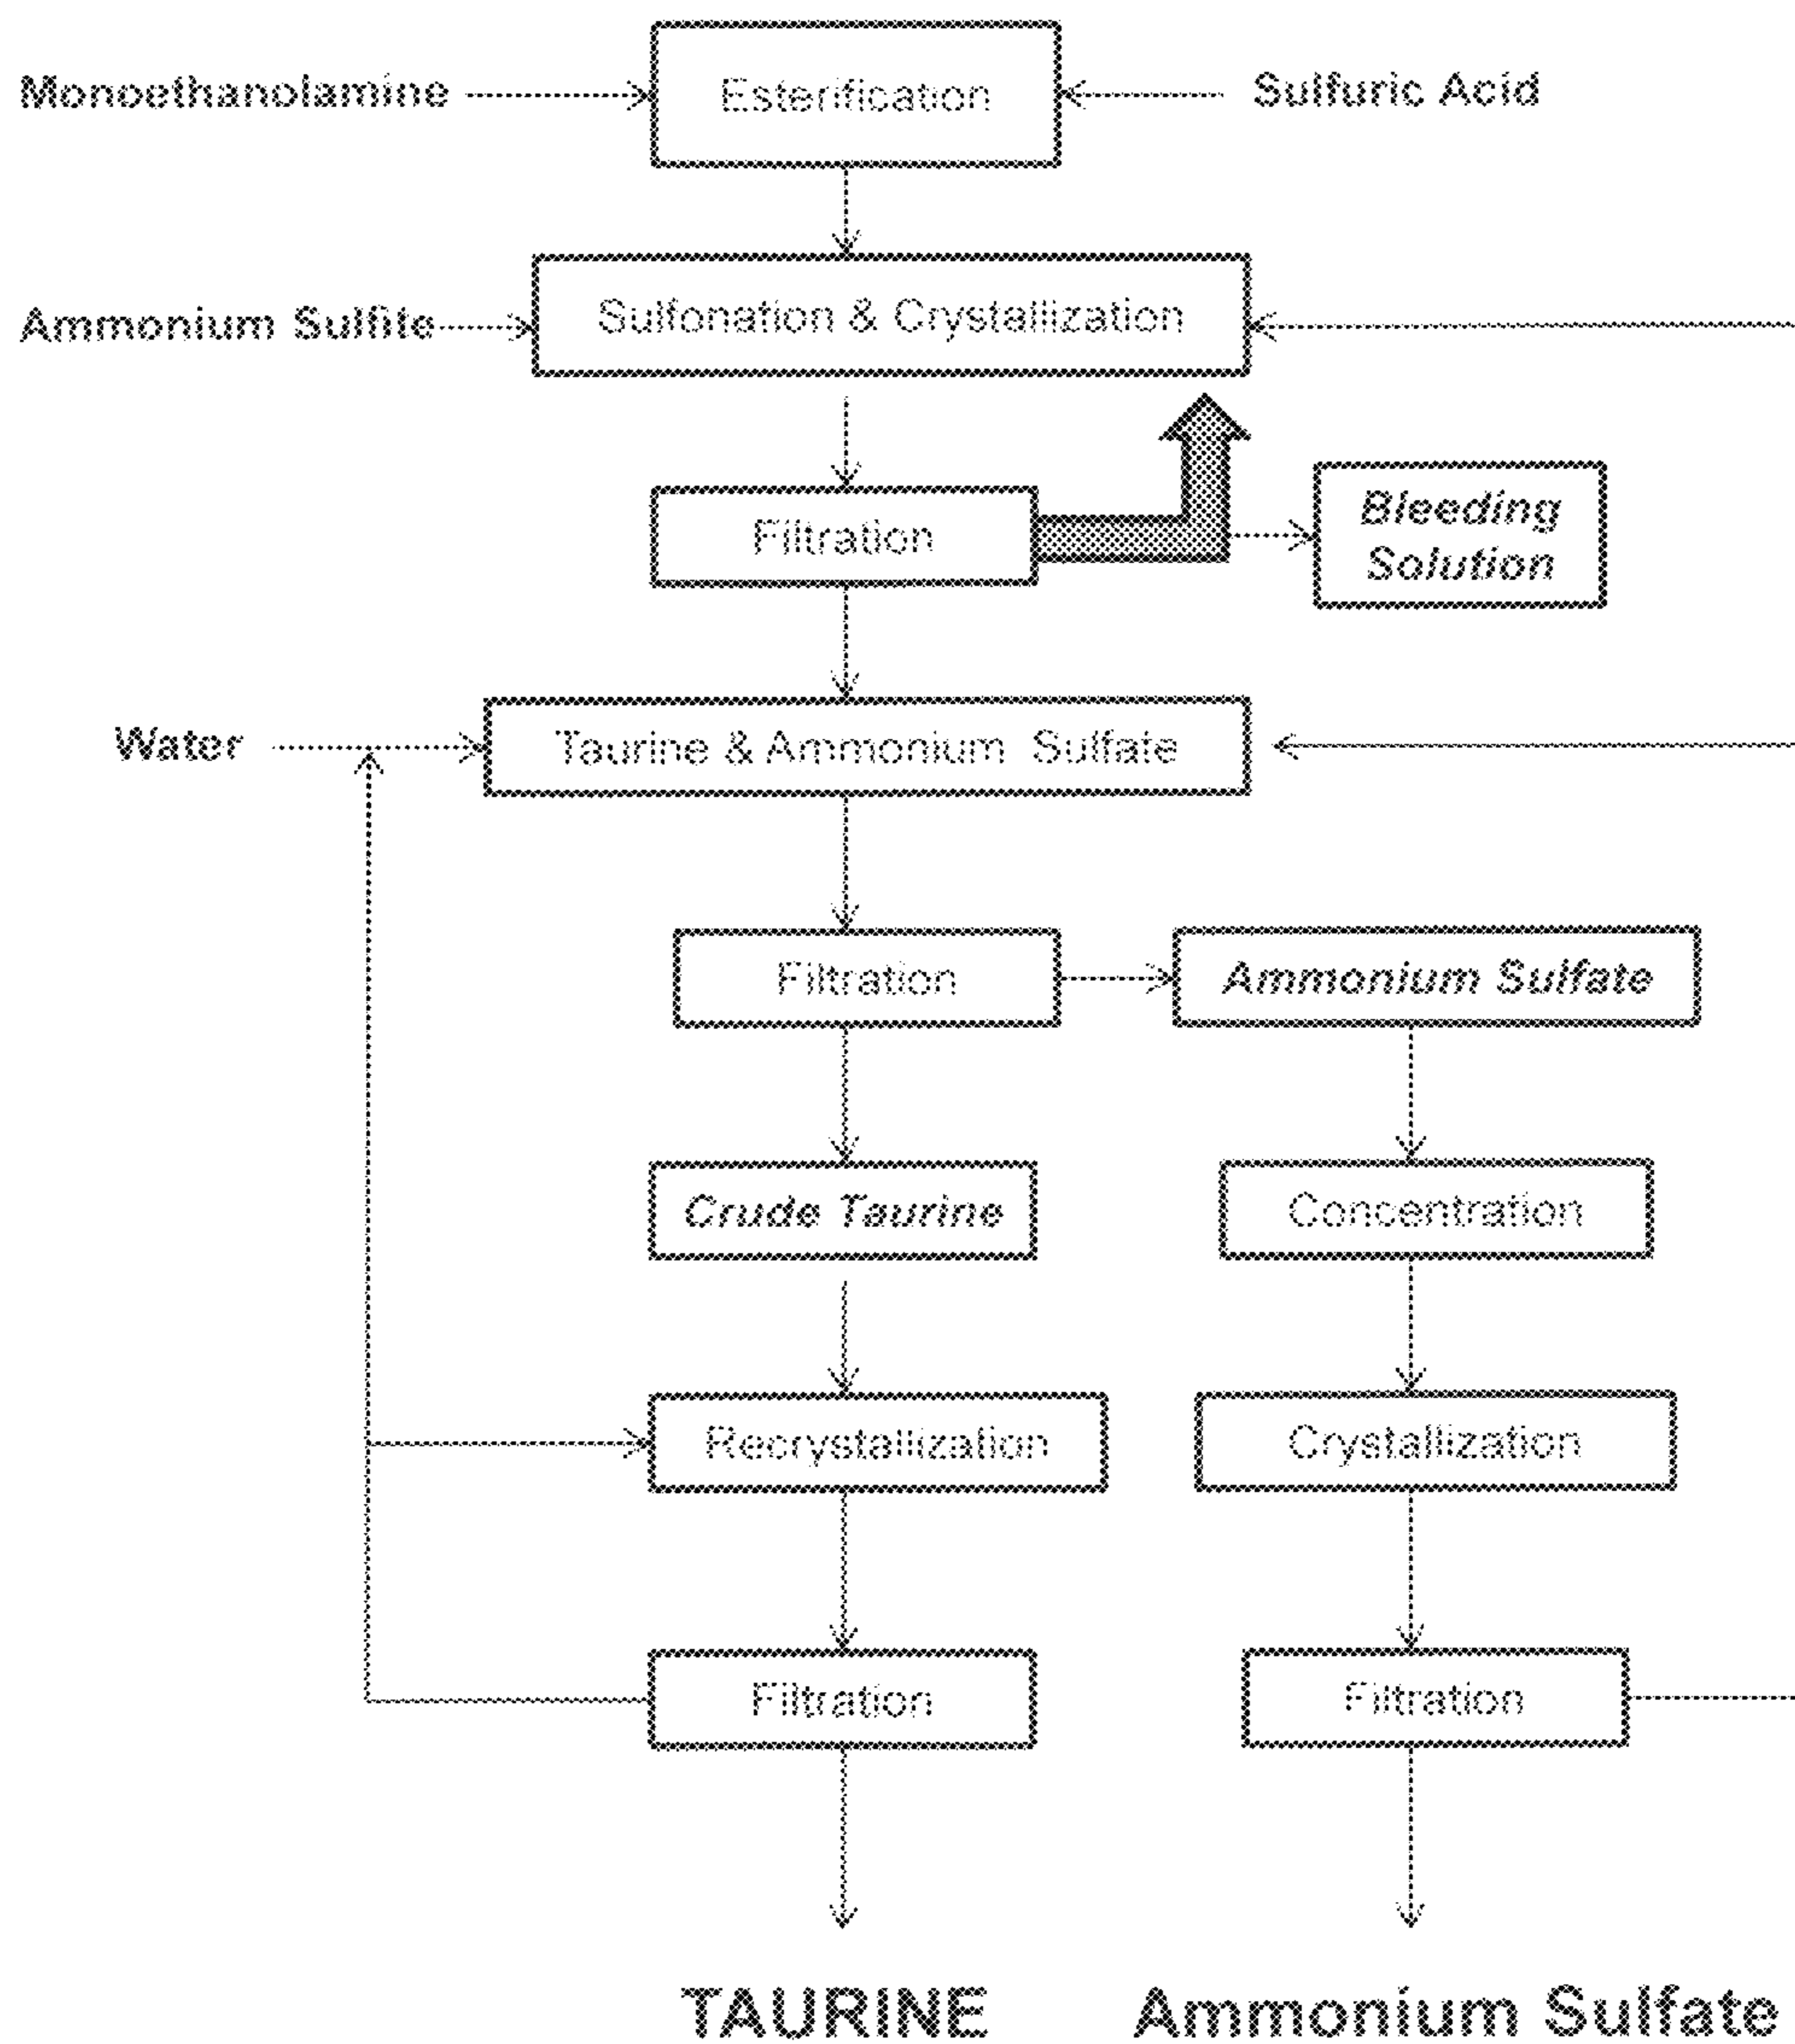 Monoethanolamine
Esterification
Sulfuric Acid
Ammonium Sulfite
Sulfonation & Crystallization
Filtration
Bleeding
Solution
Water
Taurine & Ammonium Sulfate
Filtration
Ammonium Sulfate
Crude Taurine
Concentration
Recrystallization
Crystallization
Filtration
Filtration
TAURINE
Ammonium Sulfate